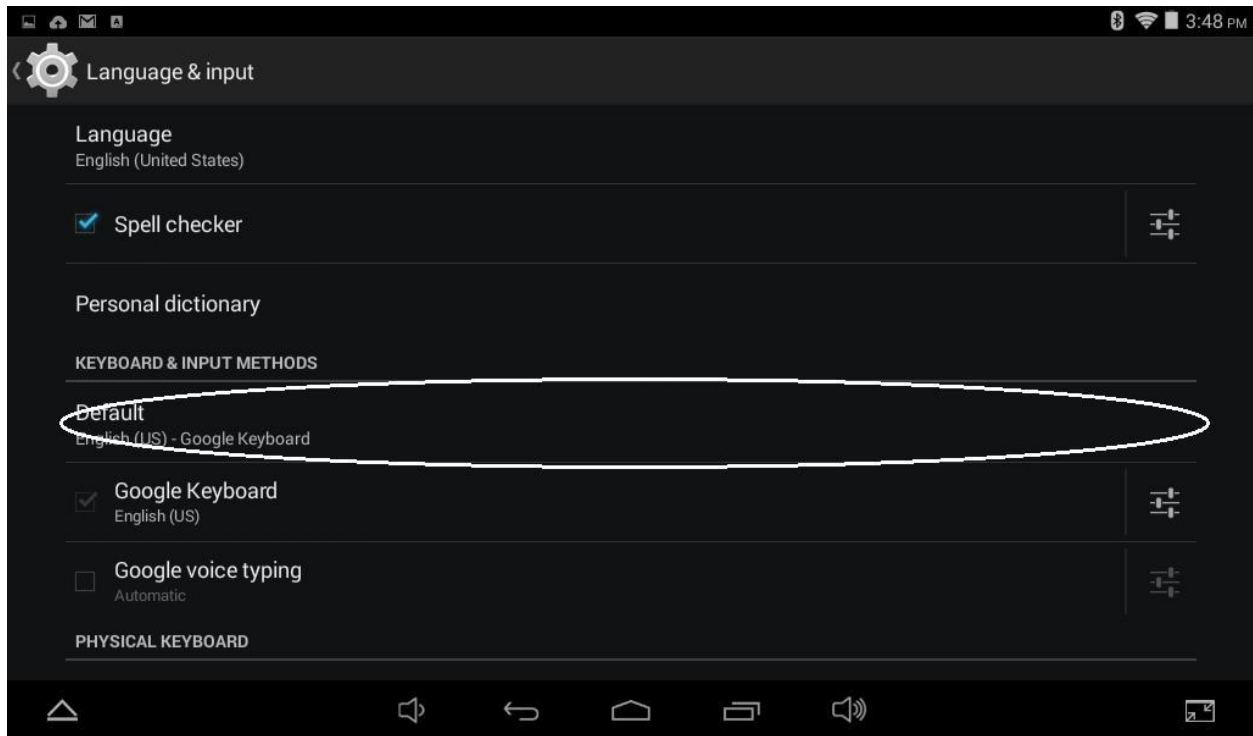 3:48 PM
Language & input
Language
English (United States)
Spell checker
Personal dictionary
KEYBOARD & INPUT METHODS
Default
English (US) - Google Keyboard
Google Keyboard
English (US)
Google voice typing
Automatic
PHYSICAL KEYBOARD